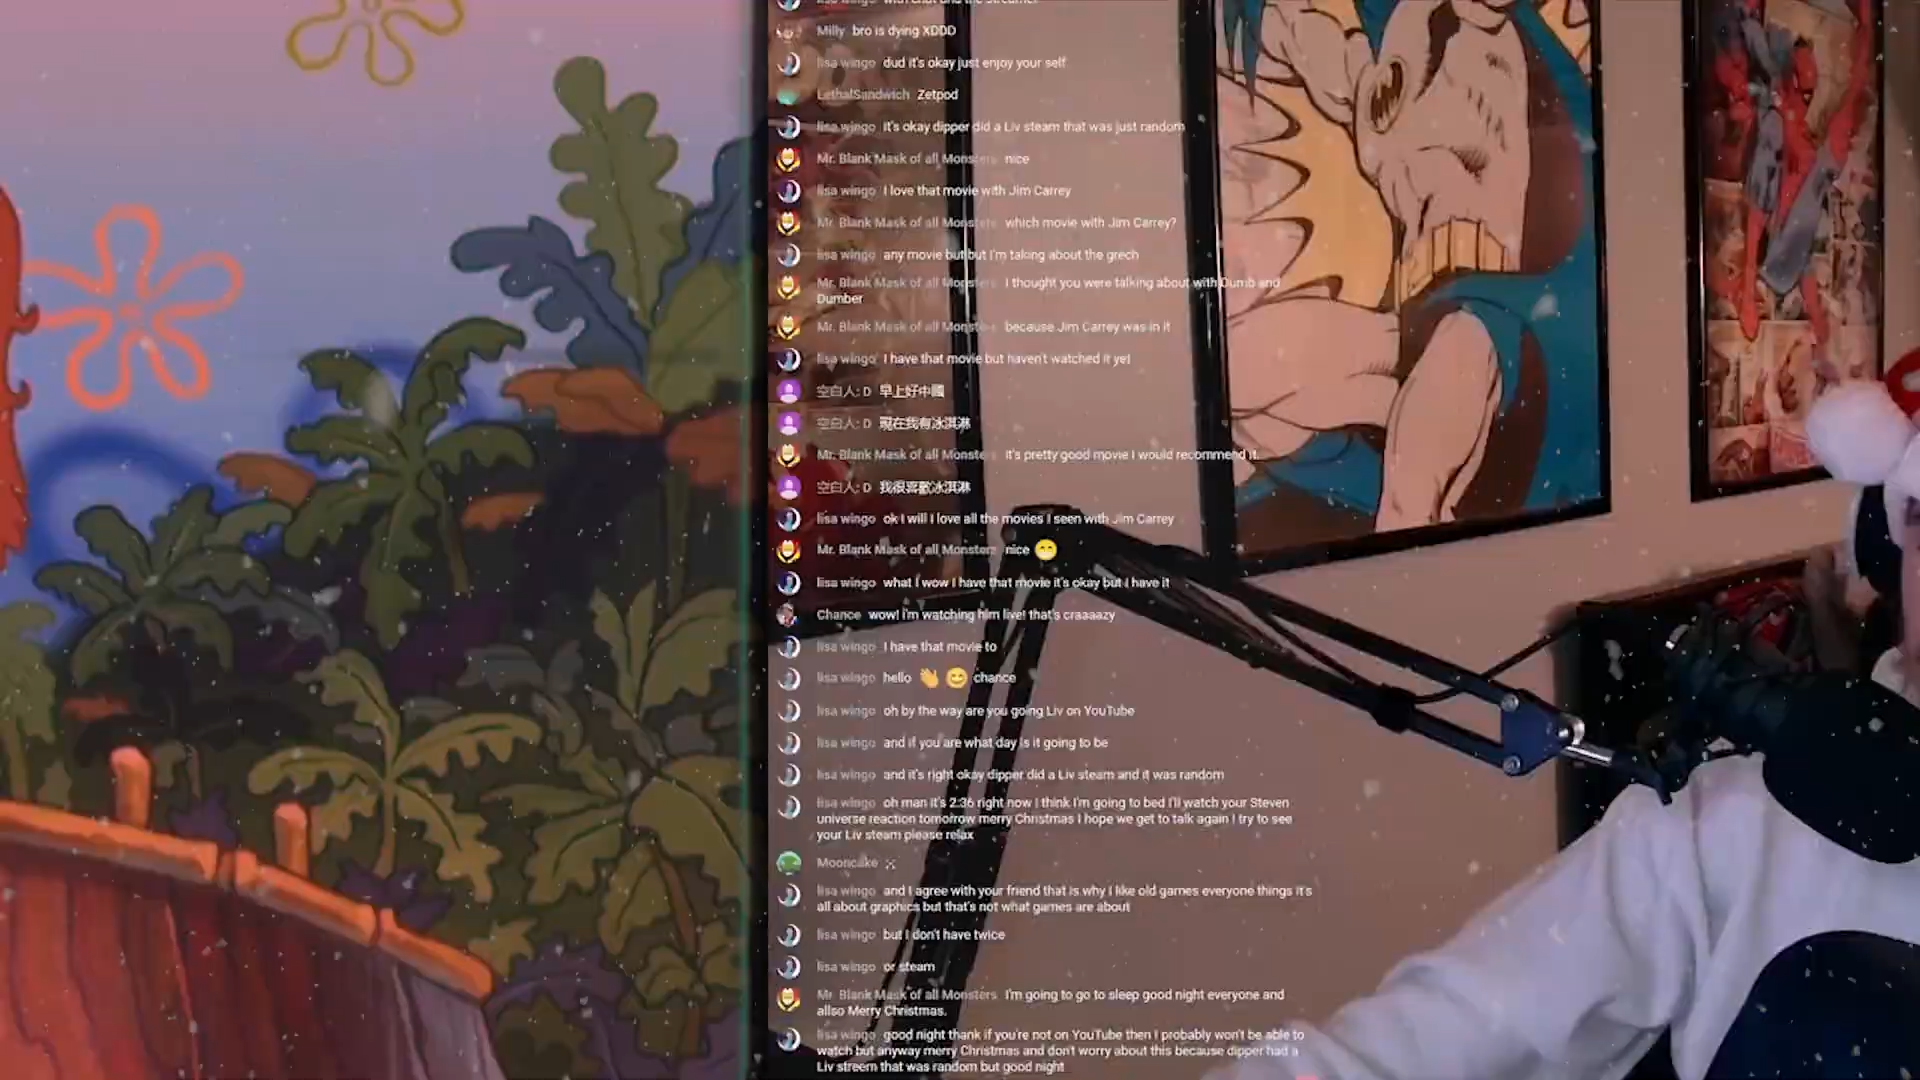 Milly bro is dying XDDD
lisa wingo dud it's okay just enjoy your self
LethalSandwich Zetpod
lisa wingo it's okay dipper did a Liv steam that was just random
Mr. Blank Mask of all Monsters nice
lisa wingo I love that movie with Jim Carrey
Mr. Blank Mask of all Monsters which movie with Jim Carrey?
lisa wingo any movie but but I'm taking about the grech
Mr. Blank Mask of all Monsters I thought you were talking about with Dumb and
Dumber
Mr. Blank Mask of all Monsters because Jim Carrey was in it
lisa wingo I have that movie but haven't watched it yet
空白人: D 早上好中國
空白人: D 現在我有冰淇淋
Mr. Blank Mask of all Monsters it's pretty good movie I would recommend it.
空白人: D 我很喜歡冰淇淋
lisa wingo ok I will I love all the movies I seen with Jim Carrey
Mr. Blank Mask of all Monsters nice 😁
lisa wingo what I wow I have that movie it's okay but I have it
Chance wow! i'm watching him live! that's craaaazy
lisa wingo I have that movie to
lisa wingo hello 👋 😊 chance
lisa wingo oh by the way are you going Liv on YouTube
lisa wingo and if you are what day is it going to be
lisa wingo and it's right okay dipper did a Liv steam and it was random
lisa wingo oh man it's 2:36 right now I think I'm going to bed I'll watch your Steven
universe reaction tomorrow merry Christmas I hope we get to talk again I try to see
your Liv steam please relax
Mooncake
lisa wingo and I agree with your friend that is why I like old games everyone things it's
all about graphics but that's not what games are about
lisa wingo but I don't have twice
lisa wingo or steam
Mr. Blank Mask of all Monsters I'm going to go to sleep good night everyone and
allso Merry Christmas.
lisa wingo good night thank if you're not on YouTube then I probably won't be able to
watch but anyway merry Christmas and don't worry about this because dipper had a
Liv streem that was random but good night